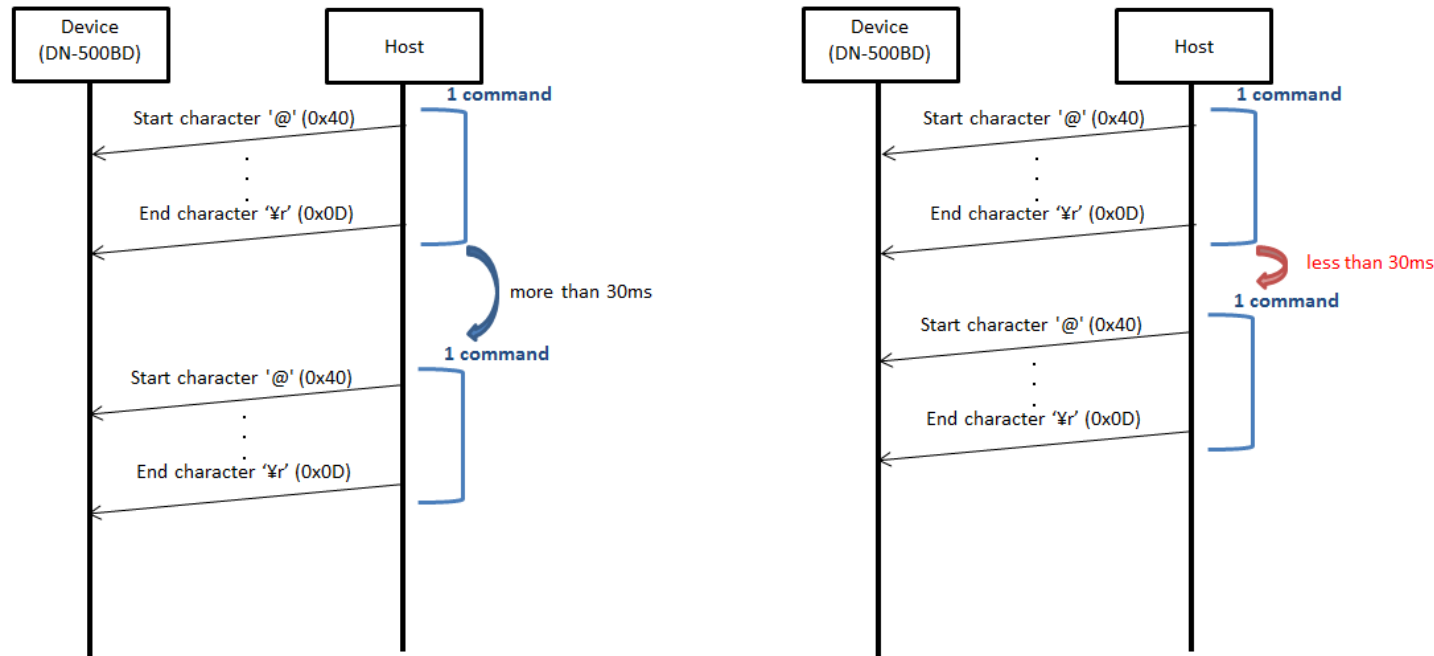 Device
(DN-500BD)
Host
1 command
Start character '@' (0x40)
End character ‘¥r’ (0x0D)
more than 30ms
1 command
Start character '@' (0x40)
End character ‘¥r’ (0x0D)
Device
(DN-500BD)
Host
1 command
Start character '@' (0x40)
End character ‘¥r’ (0x0D)
less than 30ms
1 command
Start character '@' (0x40)
End character ‘¥r’ (0x0D)